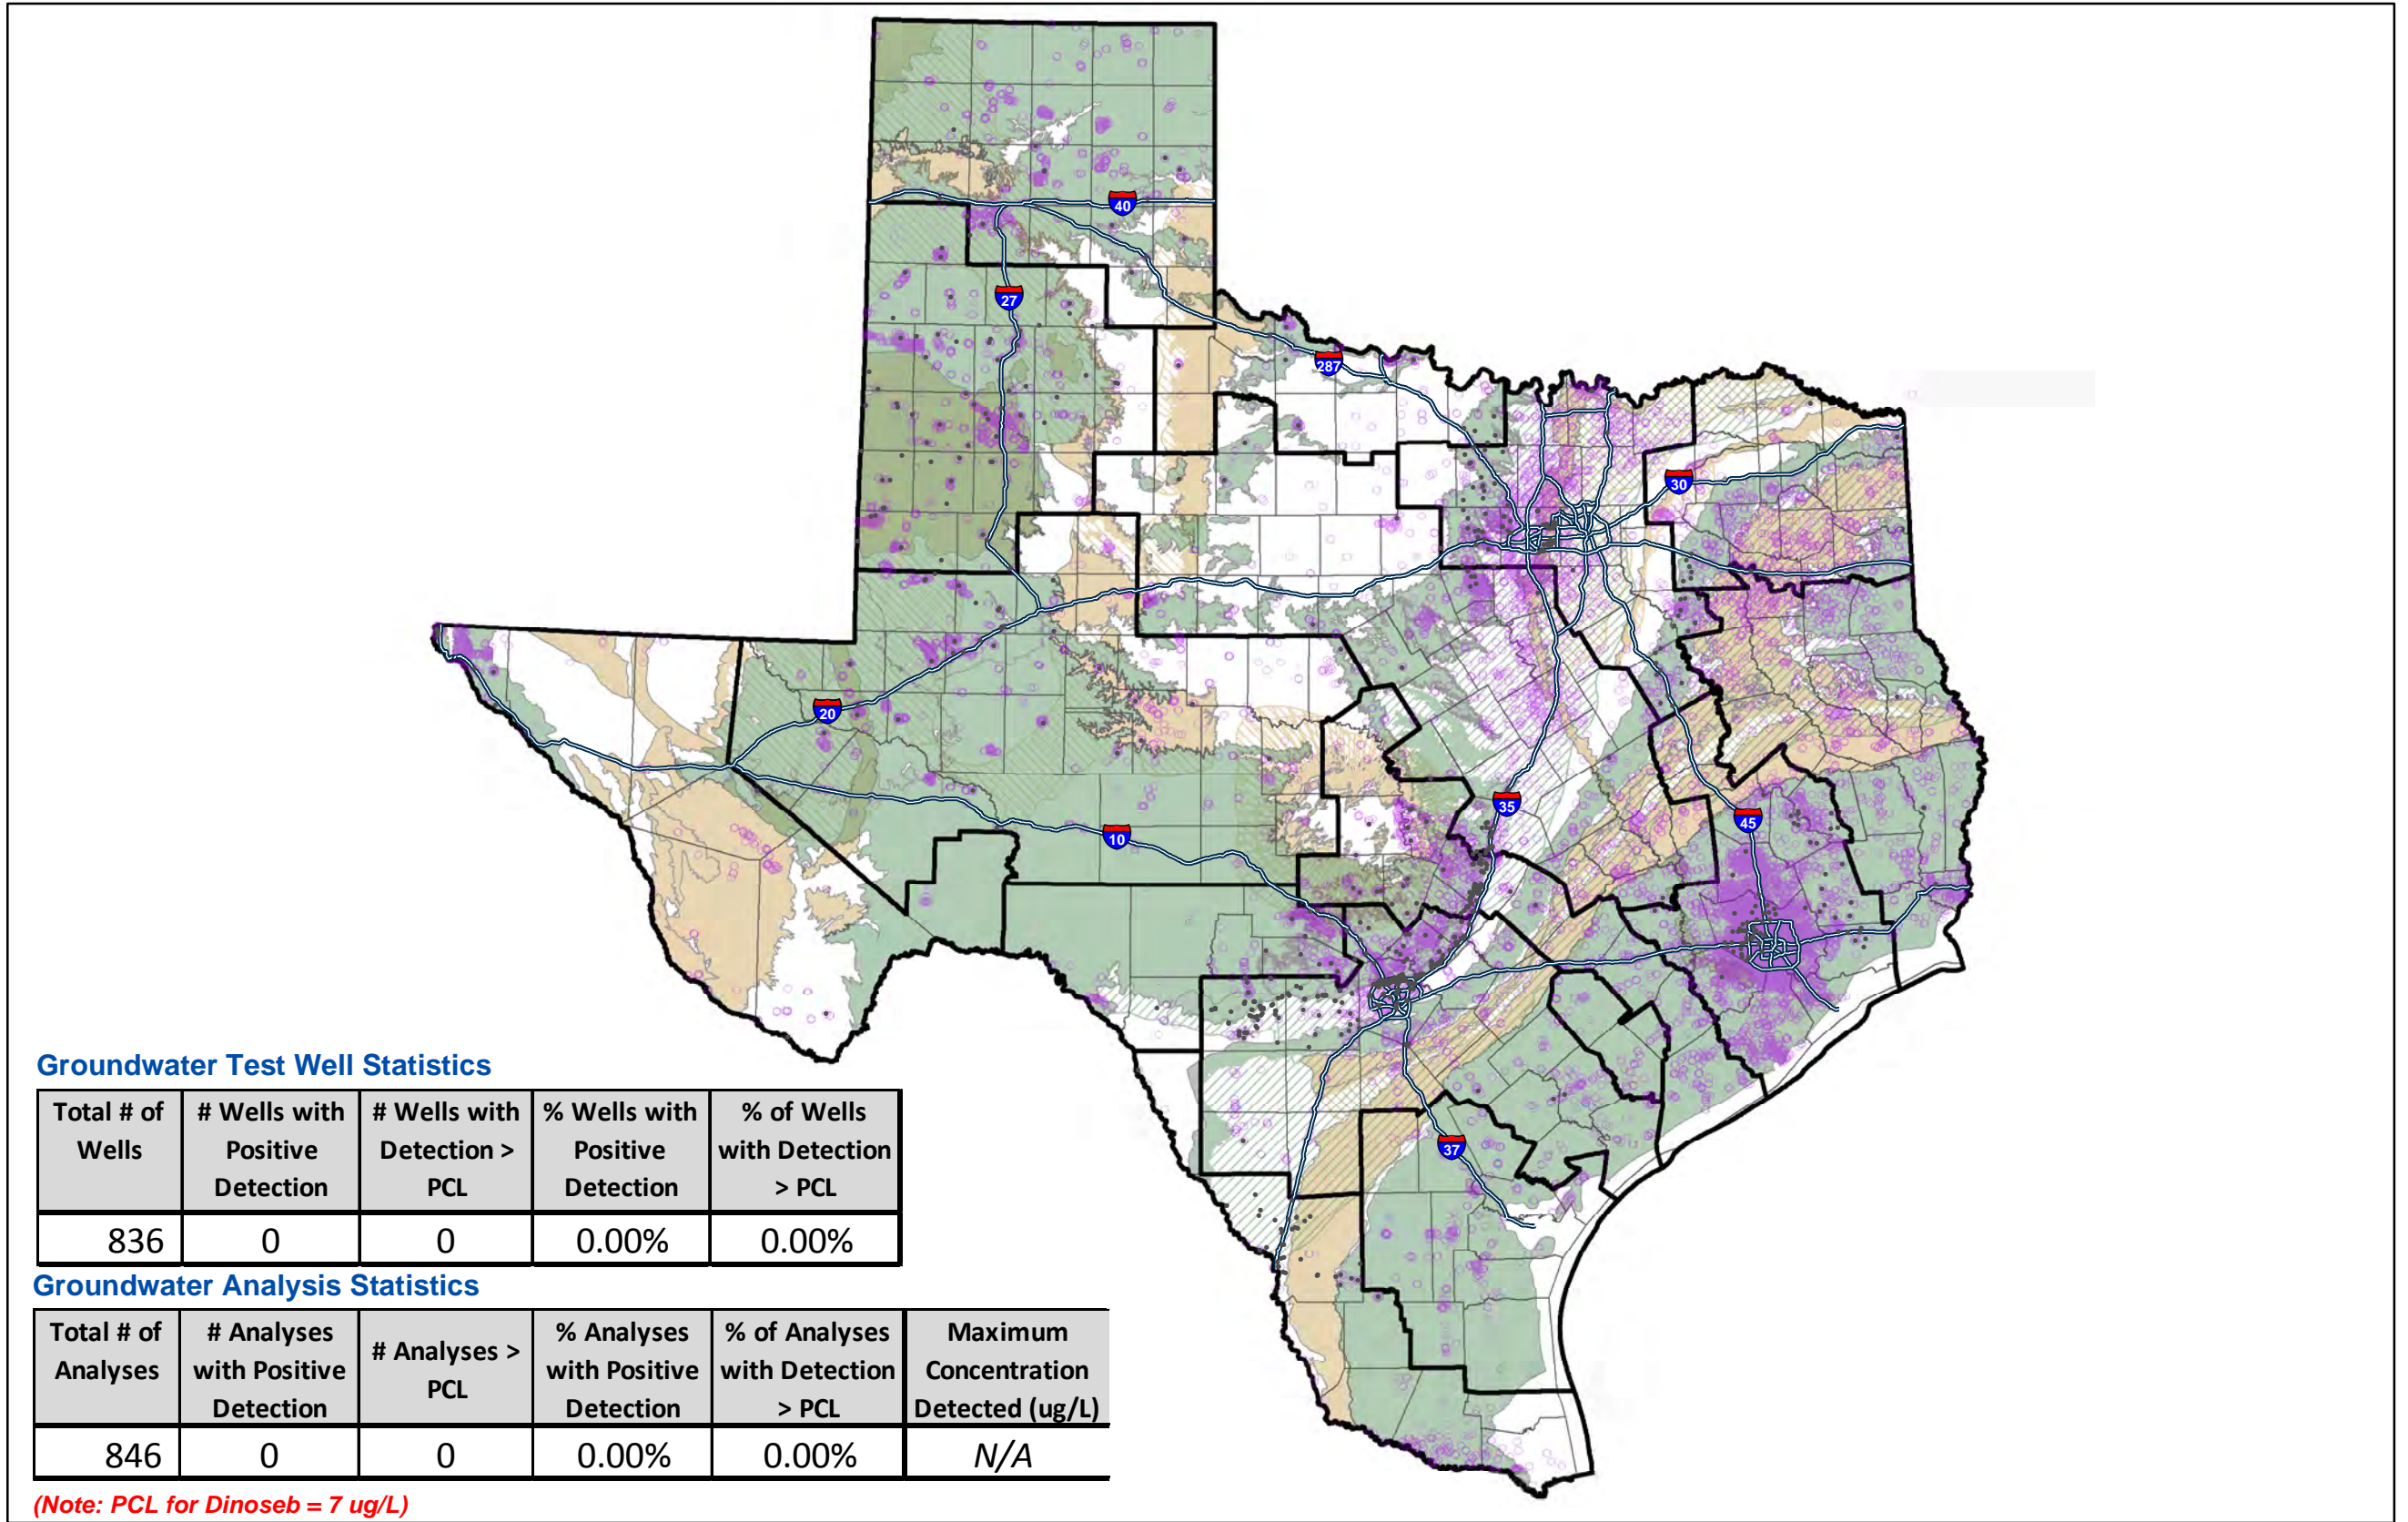 40
27
287
30
20
10
35
45
37
Groundwater Test Well Statistics
Total # of Wells
# Wells with Positive Detection
# Wells with Detection > PCL
% Wells with Positive Detection
% of Wells with Detection > PCL
836 0 0 0.00% 0.00%
Groundwater Analysis Statistics
Total # of Analyses
# Analyses with Positive Detection
# Analyses > PCL
% Analyses with Positive Detection
% of Analyses with Detection > PCL
Maximum Concentration Detected (ug/L)
846 0 0 0.00% 0.00% N/A
(Note: PCL for Dinoseb = 7 ug/L)